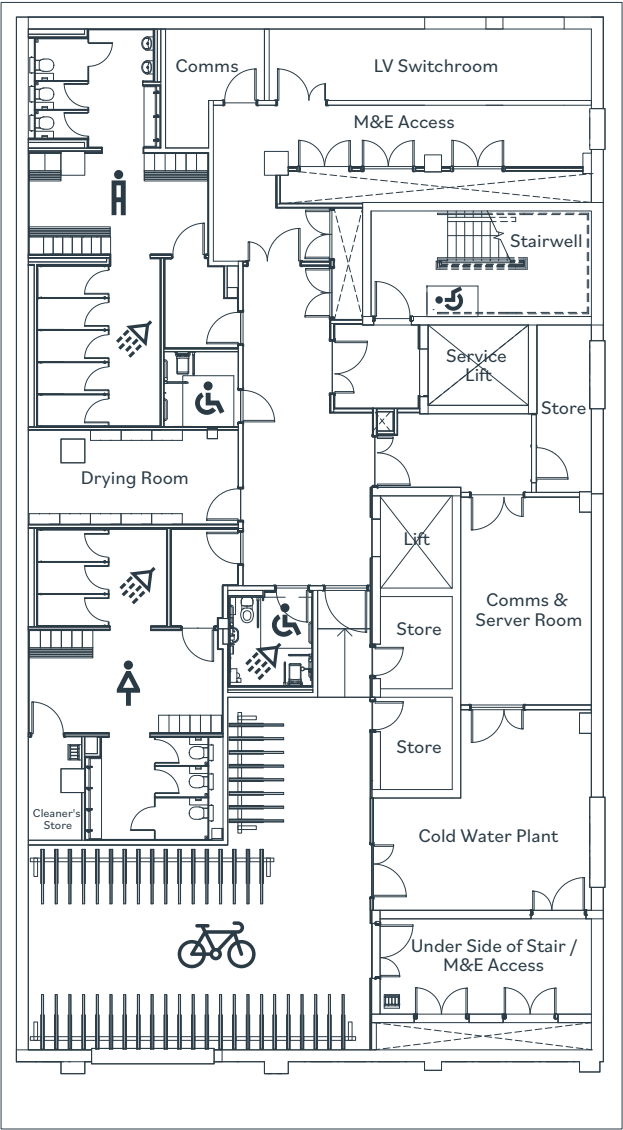 Comms
LV Switchroom
M&E Access
Stairwell
Service
Lift
Store
Drying Room
Lift
Comms &
Server Room
Store
Store
Cleaner's
Store
Cold Water Plant
Under Side of Stair /
M&E Access